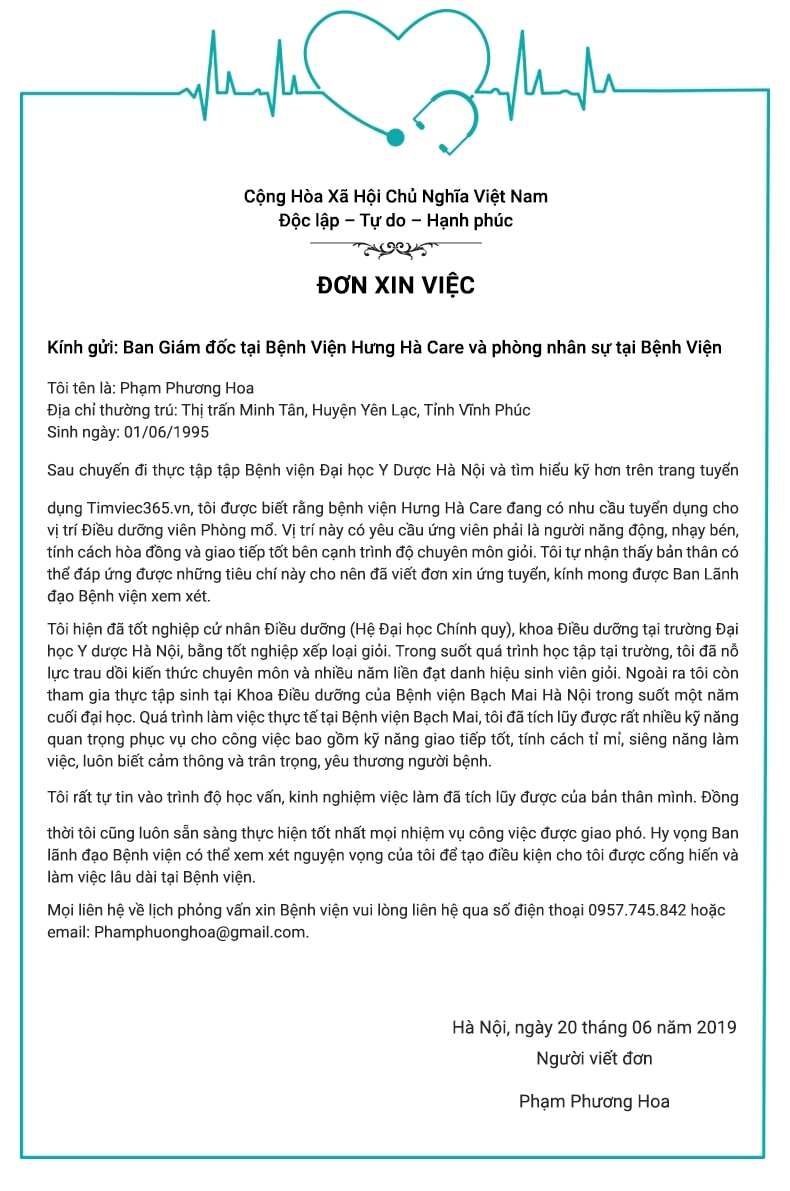 Cộng Hòa Xã Hội Chủ Nghĩa Việt Nam
Độc lập – Tự do – Hạnh phúc
ĐƠN XIN VIỆC
Kính gửi: Ban Giám đốc tại Bệnh Viện Hưng Hà Care và phòng nhân sự tại Bệnh Viện
Tôi tên là: Phạm Phương Hoa
Địa chỉ thường trú: Thị trấn Minh Tân, Huyện Yên Lạc, Tỉnh Vĩnh Phúc
Sinh ngày: 01/06/1995
Sau chuyến đi thực tập tập Bệnh viện Đại học Y Dược Hà Nội và tìm hiểu kỹ hơn trên trang tuyển
dụng Timviec365.vn, tôi được biết rằng bệnh viện Hưng Hà Care đang có nhu cầu tuyển dụng cho
vị trí Điều dưỡng viên Phòng mổ. Vị trí này có yêu cầu ứng viên phải là người năng động, nhạy bén,
tính cách hòa đồng và giao tiếp tốt bên cạnh trình độ chuyên môn giỏi. Tôi tự nhận thấy bản thân có
thể đáp ứng được những tiêu chí này cho nên đã viết đơn xin ứng tuyển, kính mong được Ban Lãnh
đạo Bệnh viện xem xét.
Tôi hiện đã tốt nghiệp cử nhân Điều dưỡng (Hệ Đại học Chính quy), khoa Điều dưỡng tại trường Đại
học Y dược Hà Nội, bằng tốt nghiệp xếp loại giỏi. Trong suốt quá trình học tập tại trường, tôi đã nỗ
lực trau dồi kiến thức chuyên môn và nhiều năm liền đạt danh hiệu sinh viên giỏi. Ngoài ra tôi còn
tham gia thực tập sinh tại Khoa Điều dưỡng của Bệnh viện Bạch Mai Hà Nội trong suốt một năm
cuối đại học. Quá trình làm việc thực tế tại Bệnh viện Bạch Mai, tôi đã tích lũy được rất nhiều kỹ năng
quan trọng phục vụ cho công việc bao gồm kỹ năng giao tiếp tốt, tính cách tỉ mỉ, siêng năng làm
việc, luôn biết cảm thông và trân trọng, yêu thương người bệnh.
Tôi rất tự tin vào trình độ học vấn, kinh nghiệm việc làm đã tích lũy được của bản thân mình. Đồng
thời tôi cũng luôn sẵn sàng thực hiện tốt nhất mọi nhiệm vụ công việc được giao phó. Hy vọng Ban
lãnh đạo Bệnh viện có thể xem xét nguyện vọng của tôi để tạo điều kiện cho tôi được cống hiến và
làm việc lâu dài tại Bệnh viện.
Mọi liên hệ về lịch phỏng vấn xin Bệnh viện vui lòng liên hệ qua số điện thoại 0957.745.842 hoặc
email: Phamphuonghoa@gmail.com.
Hà Nội, ngày 20 tháng 06 năm 2019
Người viết đơn
Phạm Phương Hoa